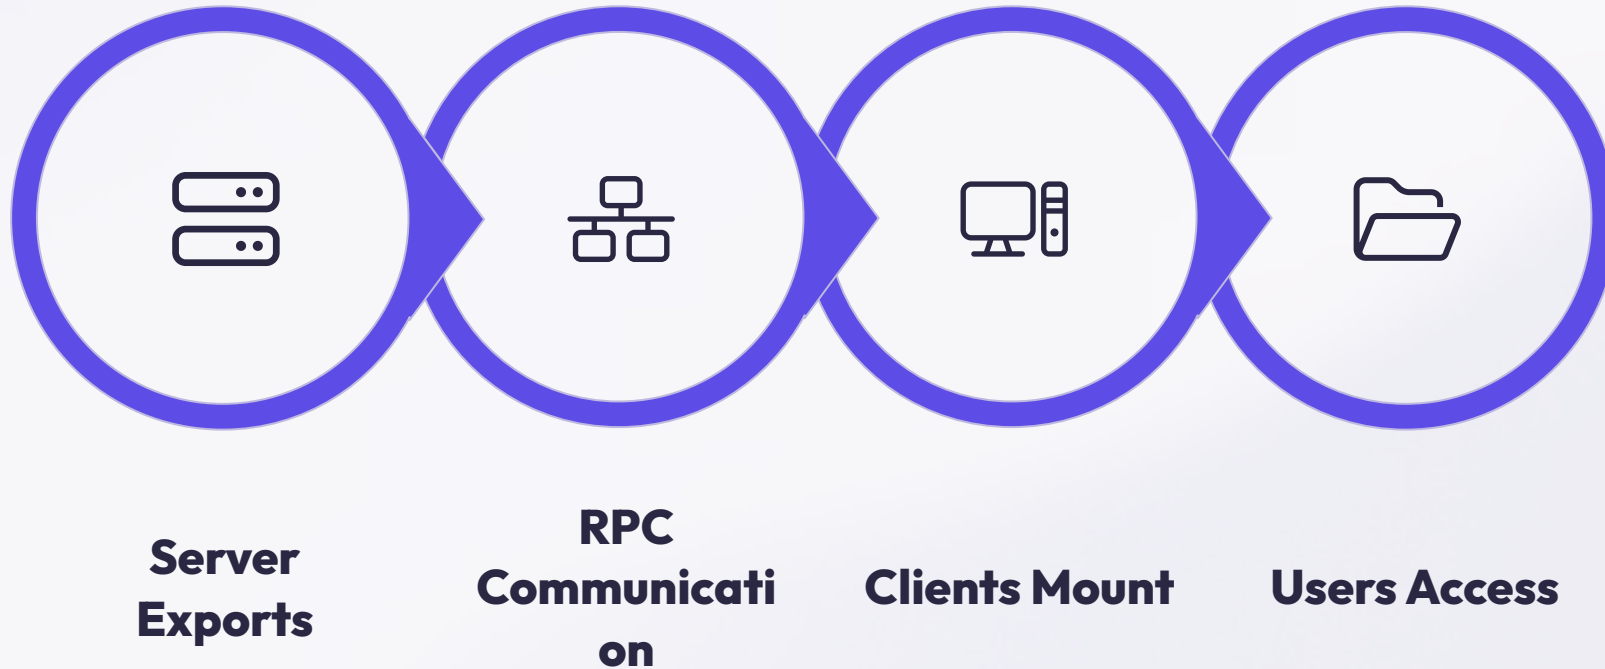 Server
Exports
RPC
Communicati
on
Clients Mount
Users Access